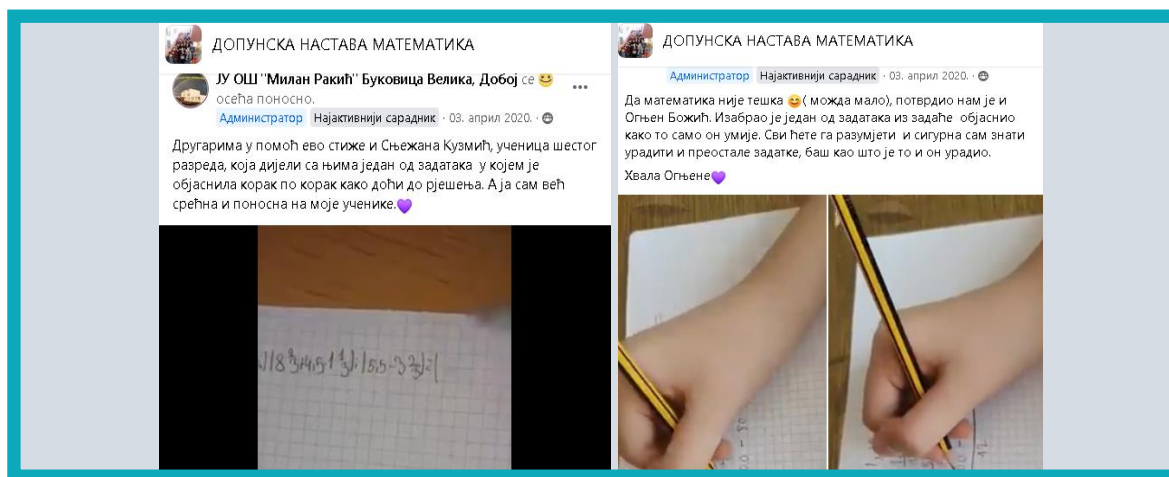 ДОПУНСКА НАСТАВА МАТЕМАТИКА
ЈУ ОШ "Милан Ракић" Буковица Велика, Добој се
осећа поносно.
Администратор Најактивнији сарадник · 03. април 2020. ·
Другарима у помоћ ево стиже и Сњежана Кузмић, ученица шестог
разреда, која дијели са њима један од задатака у којем је
објаснила корак по корак како доћи до рјешења. А ја сам већ
срећна и поносна на моје ученике.
ДОПУНСКА НАСТАВА МАТЕМАТИКА
Администратор Најактивнији сарадник · 03. април 2020. ·
Да математика није тешка ( можда мало), потврдио нам је и
Огњен Божић. Изабрао је један од задатака из задаће објаснио
како то само он умије. Сви ћете га разумјети и сигурна сам знати
урадити и преостале задатке, баш као што је то и он урадио.
Хвала Огњене